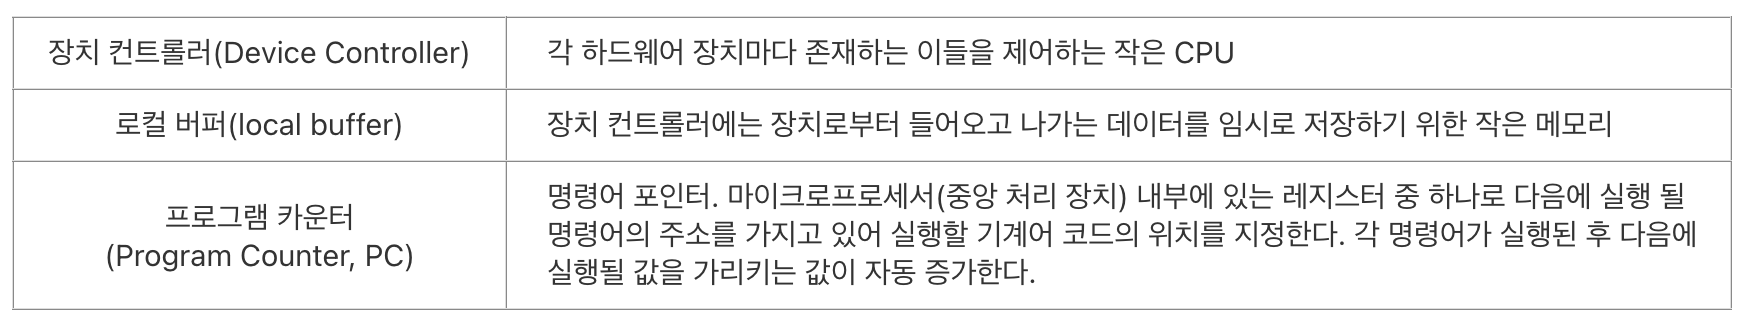 장치 컨트롤러(Device Controller)
각 하드웨어 장치마다 존재하는 이들을 제어하는 작은 CPU
로컬 버퍼(local buffer)
장치 컨트롤러에는 장치로부터 들어오고 나가는 데이터를 임시로 저장하기 위한 작은 메모리
프로그램 카운터
(Program Counter, PC)
명령어 포인터. 마이크로프로세서(중앙 처리 장치) 내부에 있는 레지스터 중 하나로 다음에 실행 될
명령어의 주소를 가지고 있어 실행할 기계어 코드의 위치를 지정한다. 각 명령어가 실행된 후 다음에
실행될 값을 가리키는 값이 자동 증가한다.